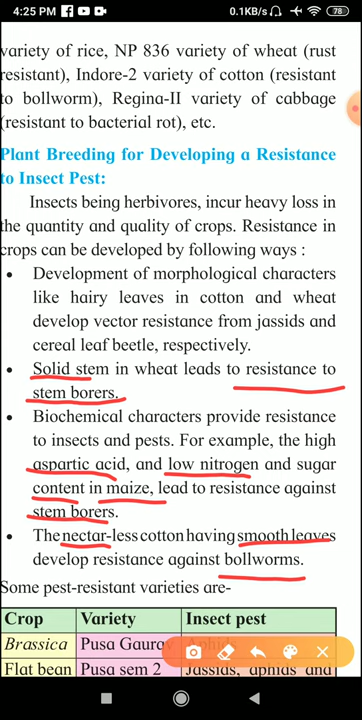 4:25 PM
0.1KB/s
78
variety of rice, NP 836 variety of wheat (rust
resistant), Indore-2 variety of cotton (resistant
to bollworm), Regina-II variety of cabbage
(resistant to bacterial rot), etc.
Plant Breeding for Developing a Resistance
to Insect Pest:
Insects being herbivores, incur heavy loss in
the quantity and quality of crops. Resistance in
crops can be developed by following ways :
• Development of morphological characters
like hairy leaves in cotton and wheat
develop vector resistance from jassids and
cereal leaf beetle, respectively.
• Solid stem in wheat leads to resistance to
stem borers.
• Biochemical characters provide resistance
to insects and pests. For example, the high
aspartic acid, and low nitrogen and sugar
content in maize, lead to resistance against
stem borers.
• The nectar-less cotton having smooth leaves
develop resistance against bollworms.
Some pest-resistant varieties are-
Crop Variety Insect pest
Brassica Pusa Gaurav Aphids
Flat bean Pusa sem 2 Jassids, aphids and